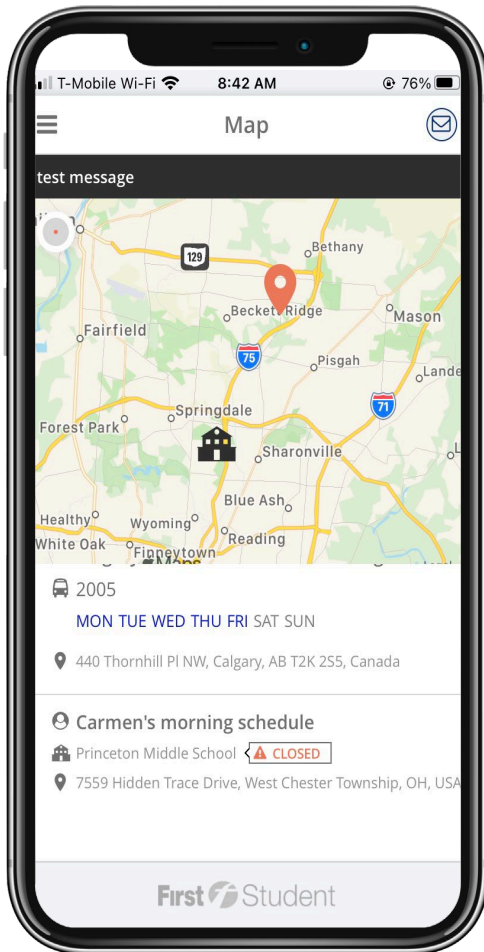 T-Mobile Wi-Fi 8:42 AM 76%
Map
test message
129
Bethany
Beckett Ridge
Mason
Fairfield
75
Pisgah
Lande
71
Springdale
Forest Park
Sharonville
Blue Ash
Healthy
Wyoming
Reading
White Oak
Finneytown
Maps
2005
MON TUE WED THU FRI SAT SUN
440 Thornhill Pl NW, Calgary, AB T2K 2S5, Canada
Carmen's morning schedule
Princeton Middle School CLOSED
7559 Hidden Trace Drive, West Chester Township, OH, USA
First Student